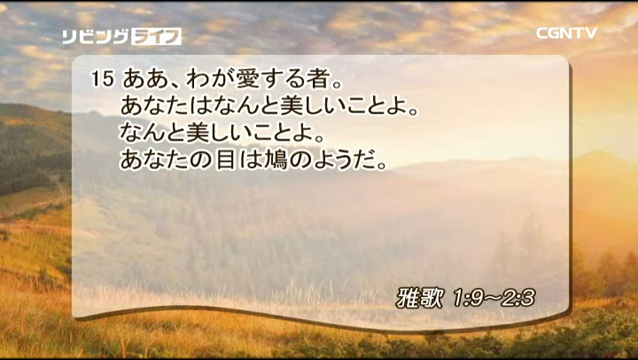 リビングライフ
CGNTV
15 ああ、わが愛する者。
あなたはなんと美しいことよ。
なんと美しいことよ。
あなたの目は鳩のようだ。
雅歌 1:9～2:3